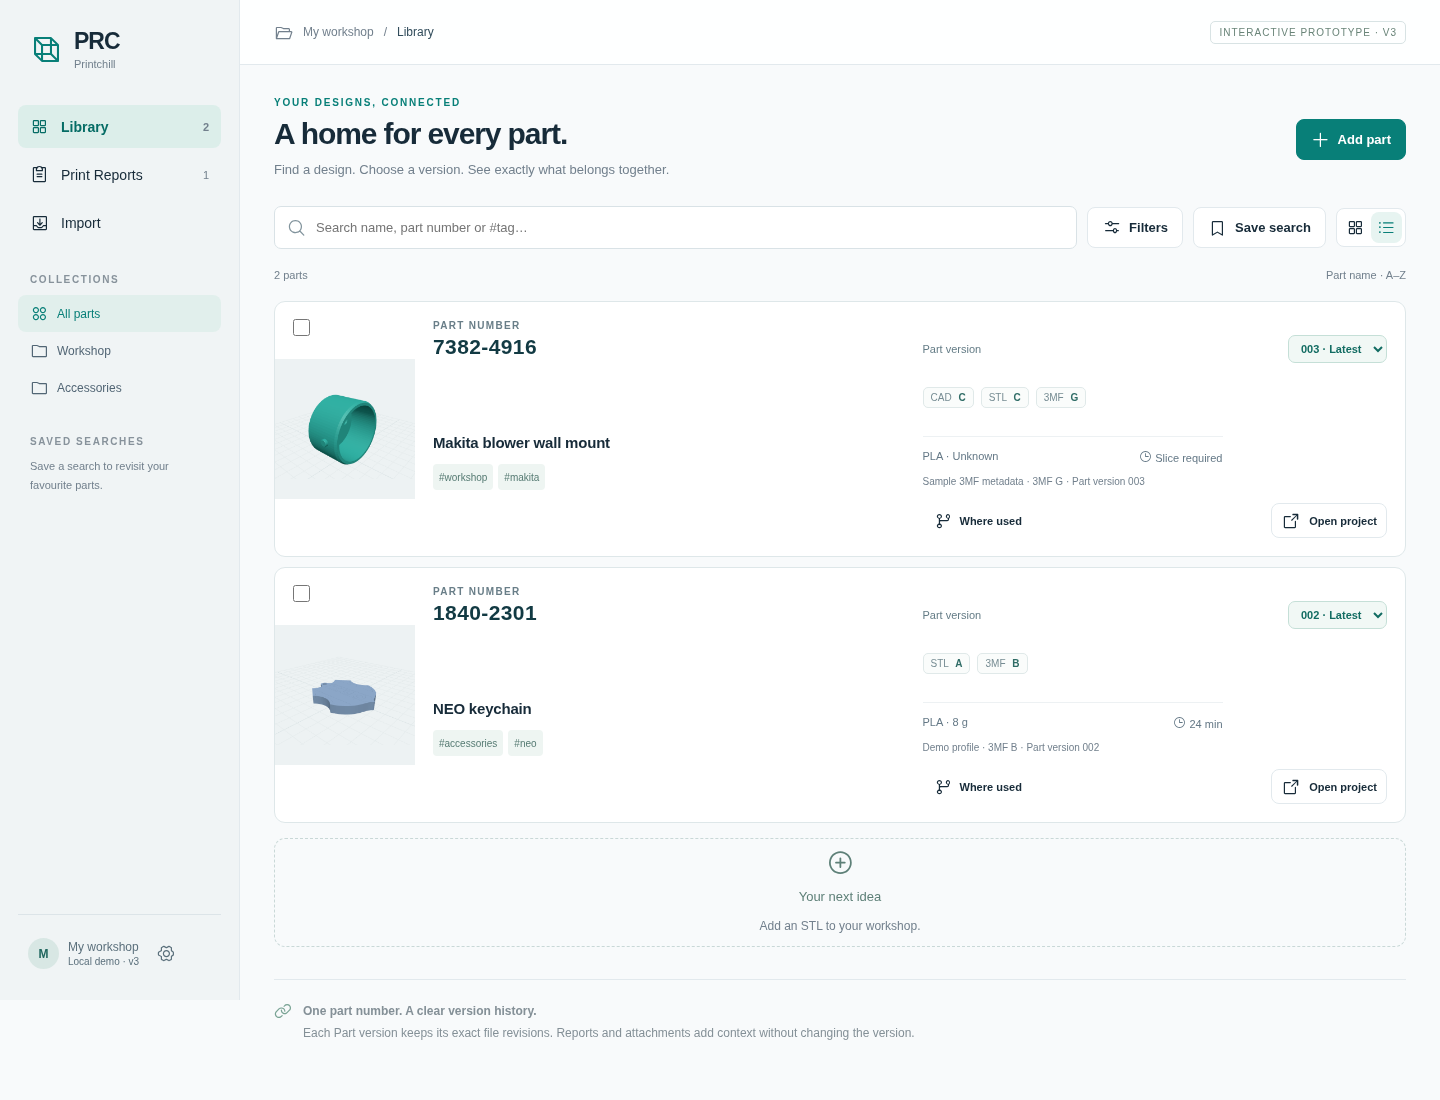 PRC
Printchill
Library 2
Print Reports 1
Import
COLLECTIONS
All parts
Workshop
Accessories
SAVED SEARCHES
Save a search to revisit your
favourite parts.
M
My workshop
Local demo · v3
My workshop / Library
INTERACTIVE PROTOTYPE · V3
YOUR DESIGNS, CONNECTED
A home for every part.
Find a design. Choose a version. See exactly what belongs together.
Add part
Search name, part number or #tag…
Filters
Save search
2 parts
Part name · A–Z
PART NUMBER
7382-4916
Makita blower wall mount
#workshop #makita
Part version
003 · Latest
CAD C STL C 3MF G
PLA · Unknown
Slice required
Sample 3MF metadata · 3MF G · Part version 003
Where used
Open project
PART NUMBER
1840-2301
NEO keychain
#accessories #neo
Part version
002 · Latest
STL A 3MF B
PLA · 8 g
24 min
Demo profile · 3MF B · Part version 002
Where used
Open project
Your next idea
Add an STL to your workshop.
One part number. A clear version history.
Each Part version keeps its exact file revisions. Reports and attachments add context without changing the version.